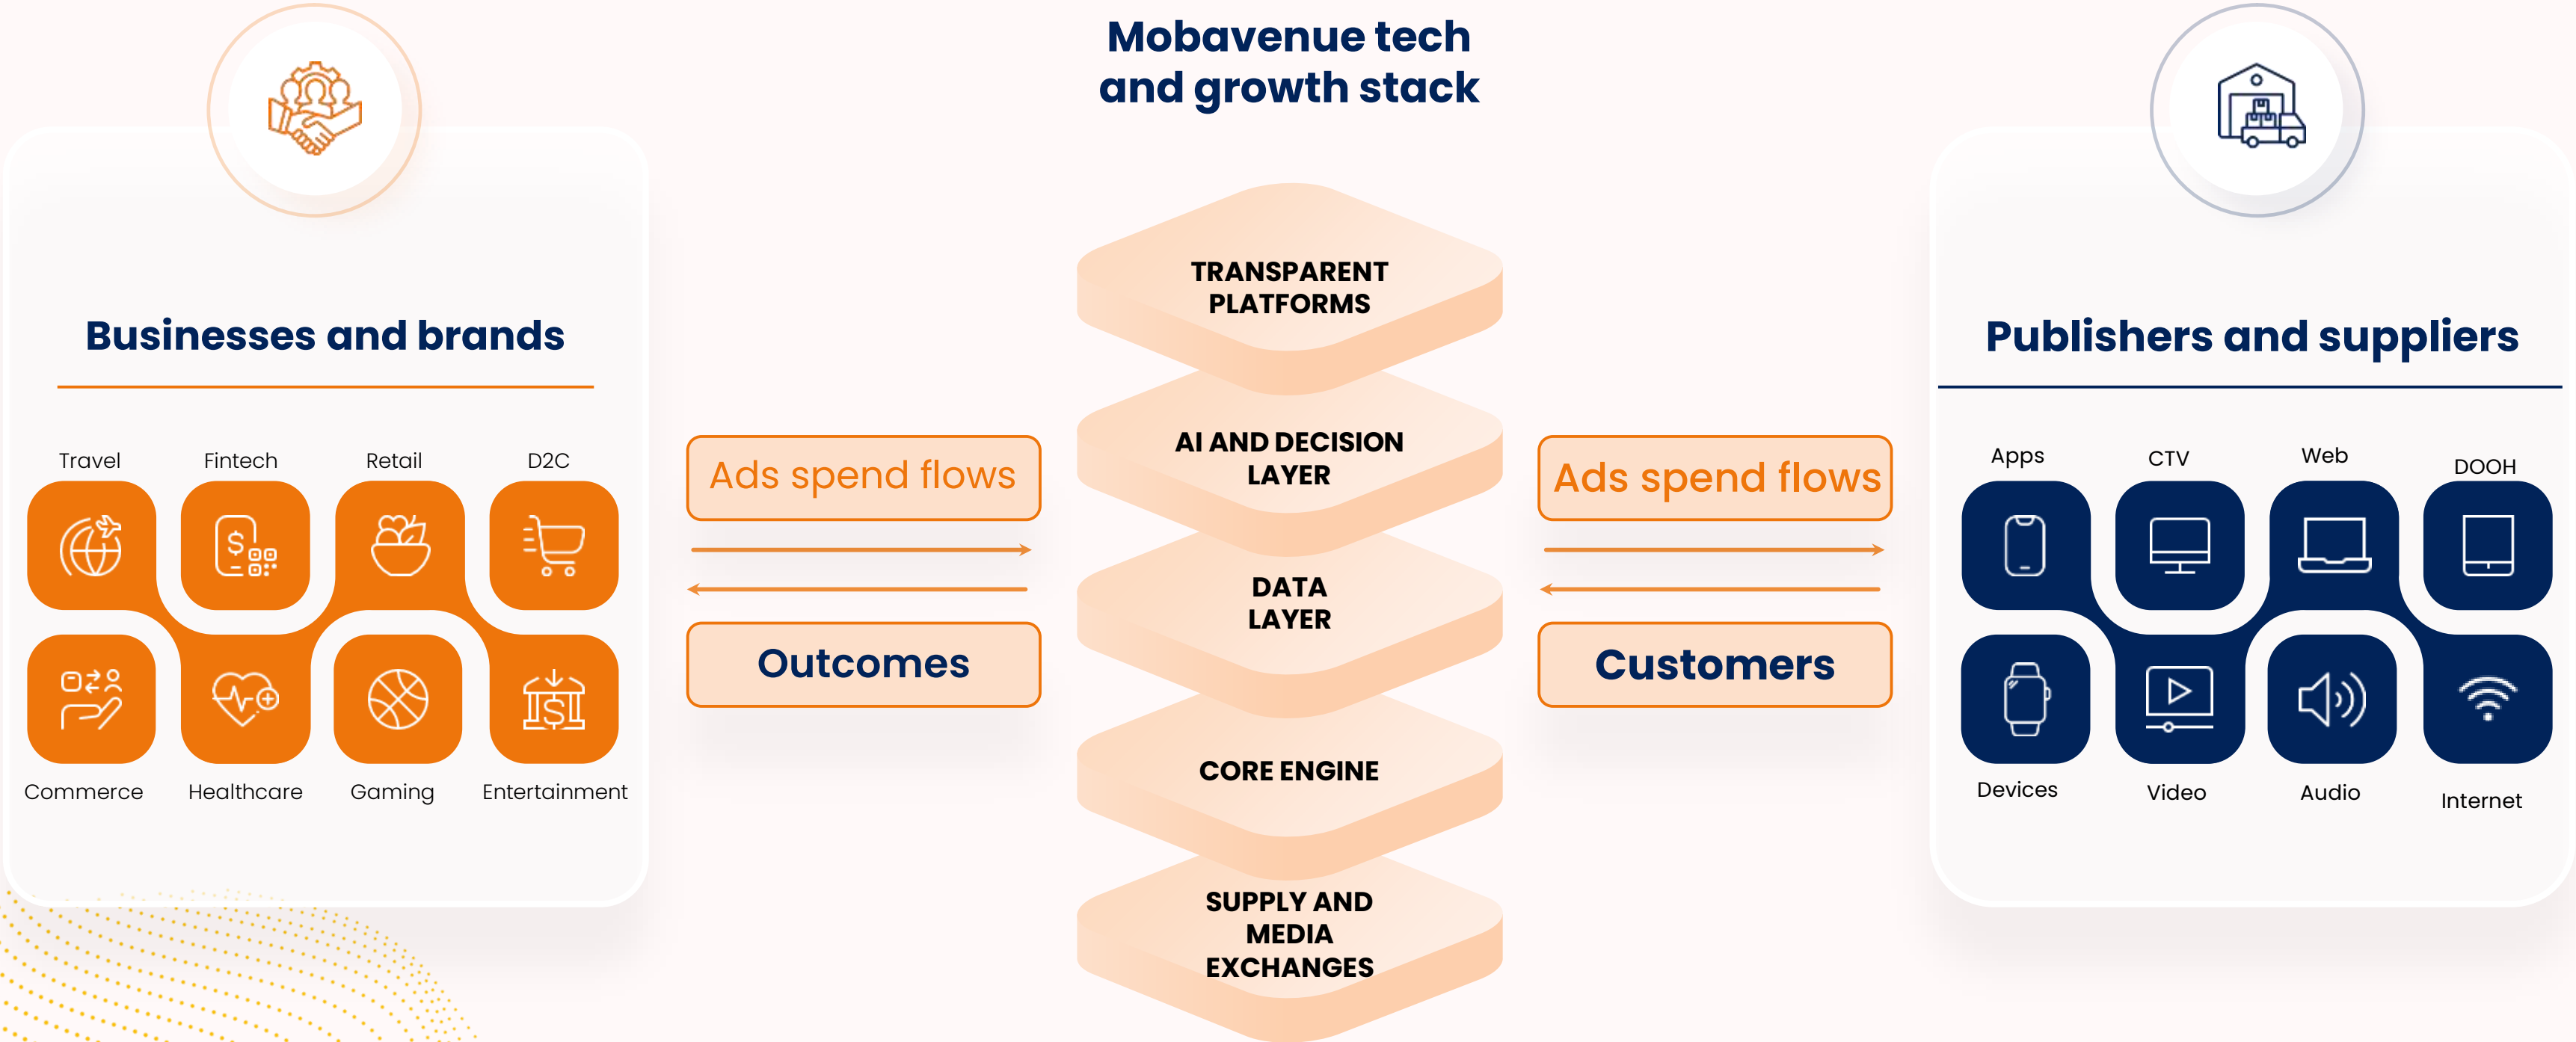 Mobavenue tech
and growth stack
Businesses and brands
Travel
Fintech
Retail
D2C
Commerce
Healthcare
Gaming
Entertainment
Ads spend flows
Outcomes
TRANSPARENT
PLATFORMS
AI AND DECISION
LAYER
DATA
LAYER
CORE ENGINE
SUPPLY AND
MEDIA
EXCHANGES
Ads spend flows
Customers
Publishers and suppliers
Apps
CTV
Web
DOOH
Devices
Video
Audio
Internet